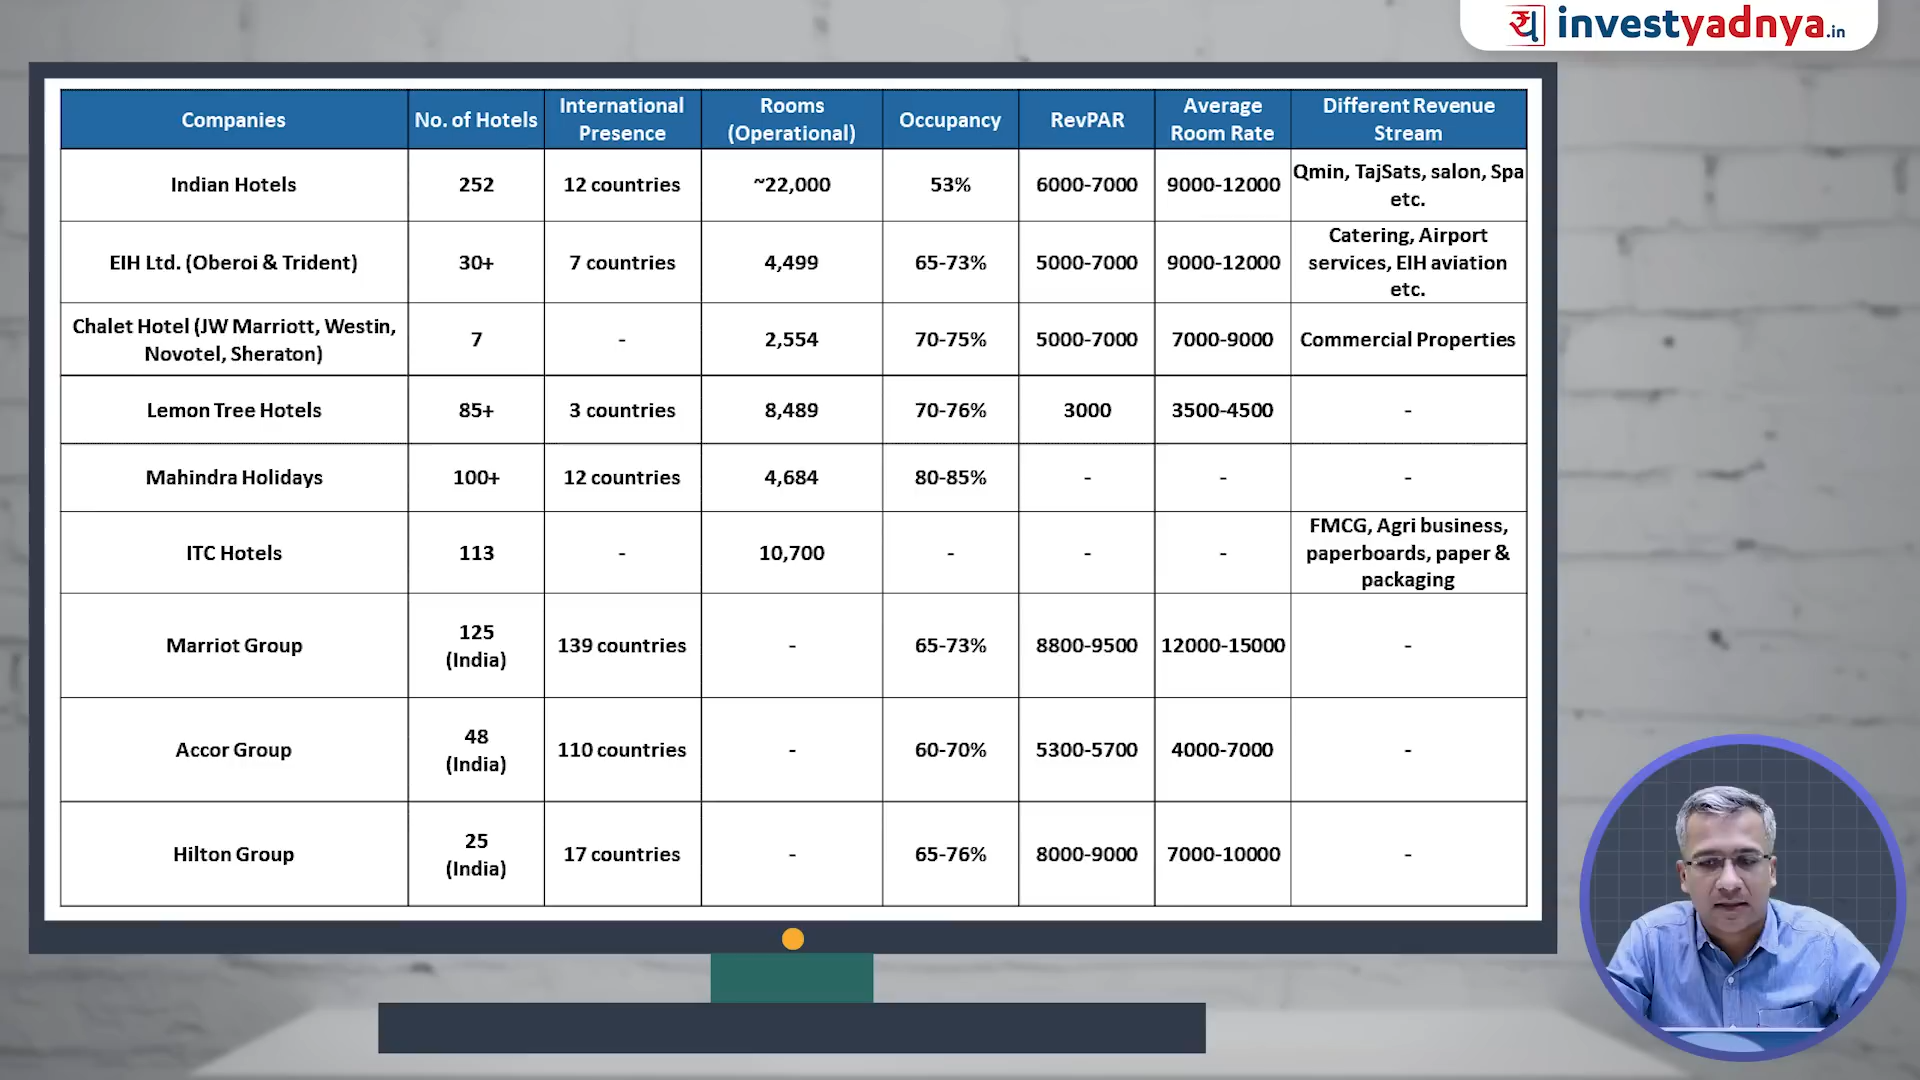 investyadnya.in
Companies
No. of Hotels
International
Presence
Rooms
(Operational)
Occupancy
RevPAR
Average
Room Rate
Different Revenue
Stream
Indian Hotels
252
12 countries
~22,000
53%
6000-7000
9000-12000
Qmin, TajSats, salon, Spa
etc.
EIH Ltd. (Oberoi & Trident)
30+
7 countries
4,499
65-73%
5000-7000
9000-12000
Catering, Airport
services, EIH aviation
etc.
Chalet Hotel (JW Marriott, Westin,
Novotel, Sheraton)
7
-
2,554
70-75%
5000-7000
7000-9000
Commercial Properties
Lemon Tree Hotels
85+
3 countries
8,489
70-76%
3000
3500-4500
-
Mahindra Holidays
100+
12 countries
4,684
80-85%
-
-
-
ITC Hotels
113
-
10,700
-
-
-
FMCG, Agri business,
paperboards, paper &
packaging
Marriot Group
125
(India)
139 countries
-
65-73%
8800-9500
12000-15000
-
Accor Group
48
(India)
110 countries
-
60-70%
5300-5700
4000-7000
-
Hilton Group
25
(India)
17 countries
-
65-76%
8000-9000
7000-10000
-